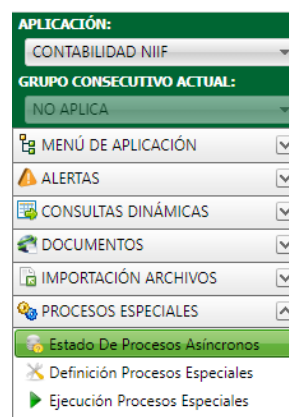 APLICACIÓN:
CONTABILIDAD NIIF
GRUPO CONSECUTIVO ACTUAL:
NO APLICA
MENÚ DE APLICACIÓN
ALERTAS
CONSULTAS DINÁMICAS
DOCUMENTOS
IMPORTACIÓN ARCHIVOS
PROCESOS ESPECIALES
Estado De Procesos Asíncronos
Definición Procesos Especiales
Ejecución Procesos Especiales